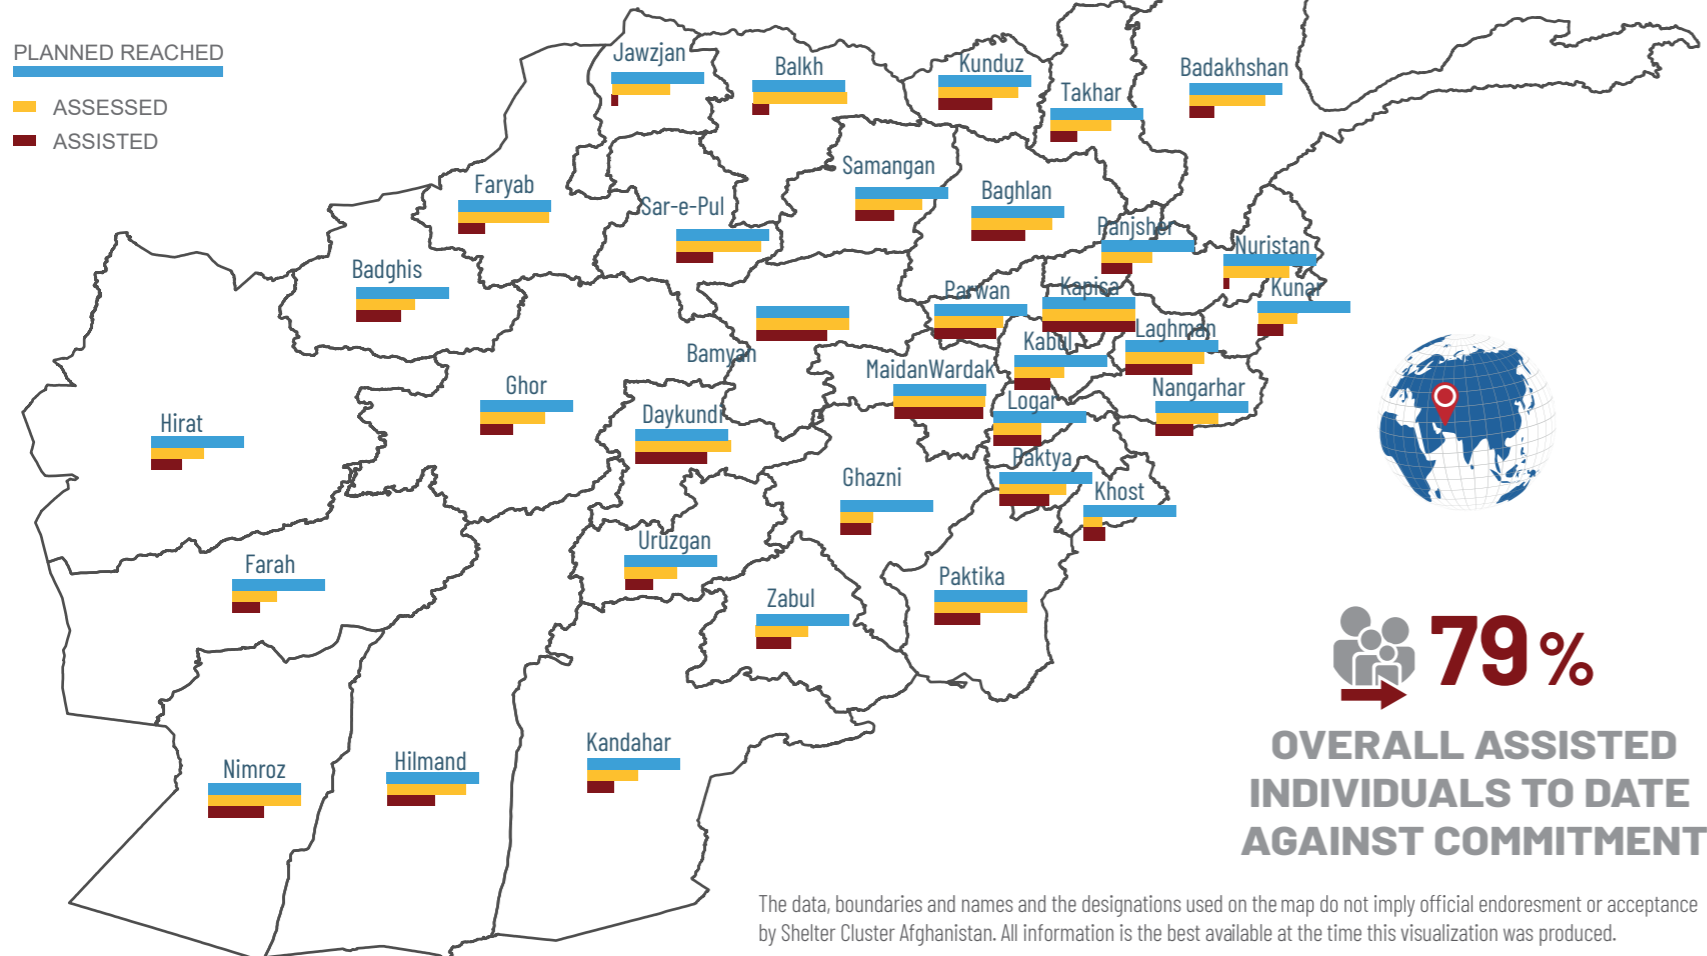 PLANNED REACHED
ASSESSED
ASSISTED
Jawzjan
Balkh
Kunduz
Takhar
Badakhshan
Faryab
Sar-e-Pul
Samangan
Baghlan
Panjsher
Nuristan
Badghis
Parwan
Kapisa
Kunar
Laghman
Kabul
Bamyan
MaidanWardak
Nangarhar
Ghor
Daykundi
Logar
Hirat
Paktya
Ghazni
Khost
Uruzgan
Farah
Paktika
Zabul
Kandahar
Hilmand
Nimroz
79%
OVERALL ASSISTED
INDIVIDUALS TO DATE
AGAINST COMMITMENT
The data, boundaries and names and the designations used on the map do not imply official endoresment or acceptance
by Shelter Cluster Afghanistan. All information is the best available at the time this visualization was produced.